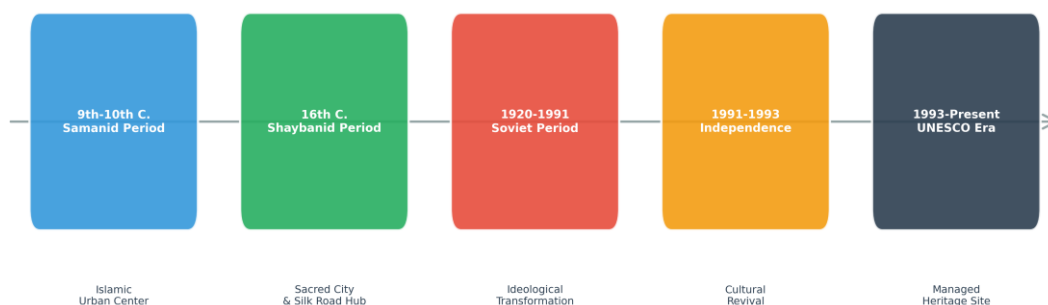 9th-10th C.
Samanid Period
16th C.
Shaybanid Period
1920-1991
Soviet Period
1991-1993
Independence
1993-Present
UNESCO Era
Islamic
Urban Center
Sacred City
& Silk Road Hub
Ideological
Transformation
Cultural
Revival
Managed
Heritage Site